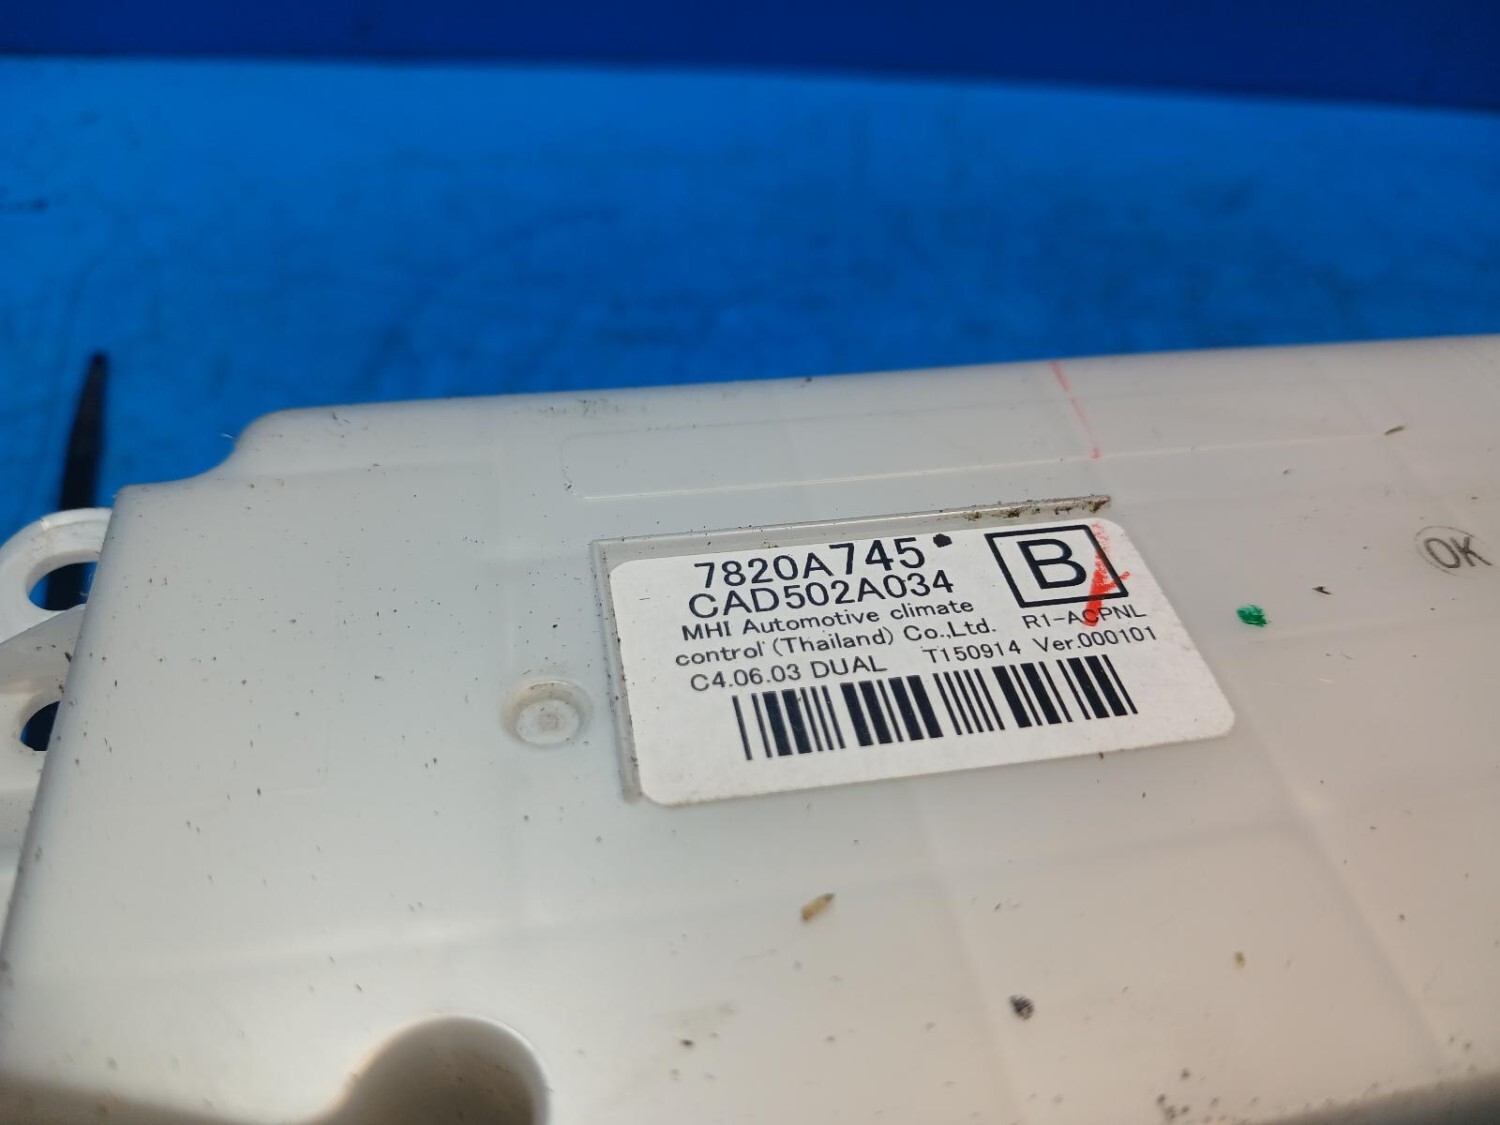 7820A745
B
CAD502A034
MHI Automotive climate
R1-ACPNL
control (Thailand) Co.,Ltd.
C4.06.03 DUAL T150914 Ver.000101
OK